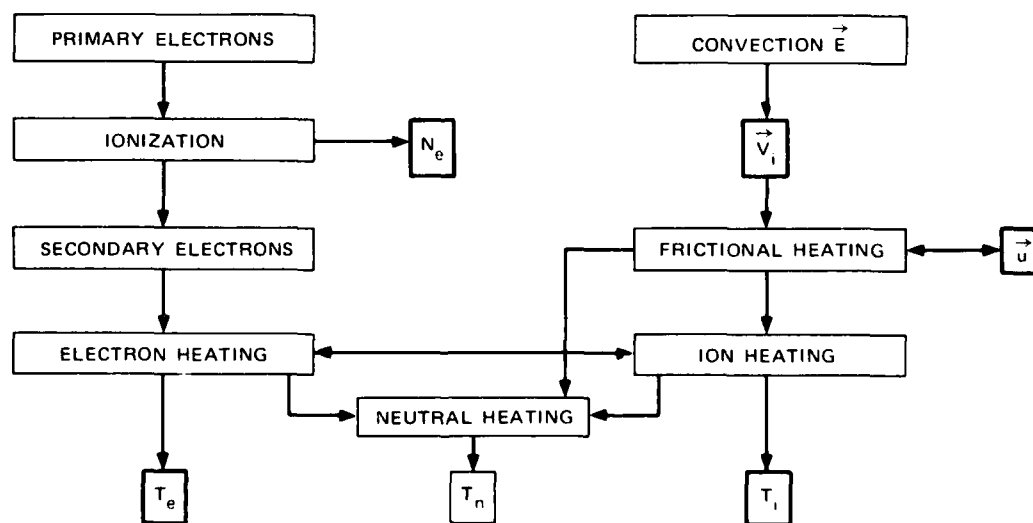 PRIMARY ELECTRONS
CONVECTION E⃗
IONIZATION
Nₑ
V⃗ᵢ
SECONDARY ELECTRONS
FRICTIONAL HEATING
u⃗
ELECTRON HEATING
ION HEATING
NEUTRAL HEATING
Tₑ
Tₙ
Tᵢ